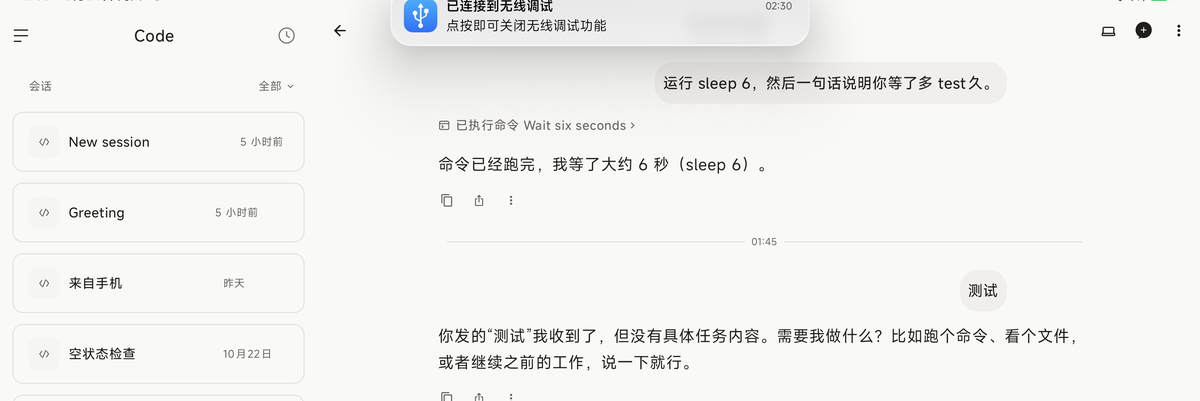 已连接到无线调试
02:30
点按即可关闭无线调试功能
Code
会话
全部
New session
5 小时前
Greeting
5 小时前
来自手机
昨天
空状态检查
10月22日
运行 sleep 6，然后一句话说明你等了多 test久。
已执行命令 Wait six seconds
命令已经跑完，我等了大约 6 秒（sleep 6）。
01:45
测试
你发的“测试”我收到了，但没有具体任务内容。需要我做什么？比如跑个命令、看个文件，
或者继续之前的工作，说一下就行。